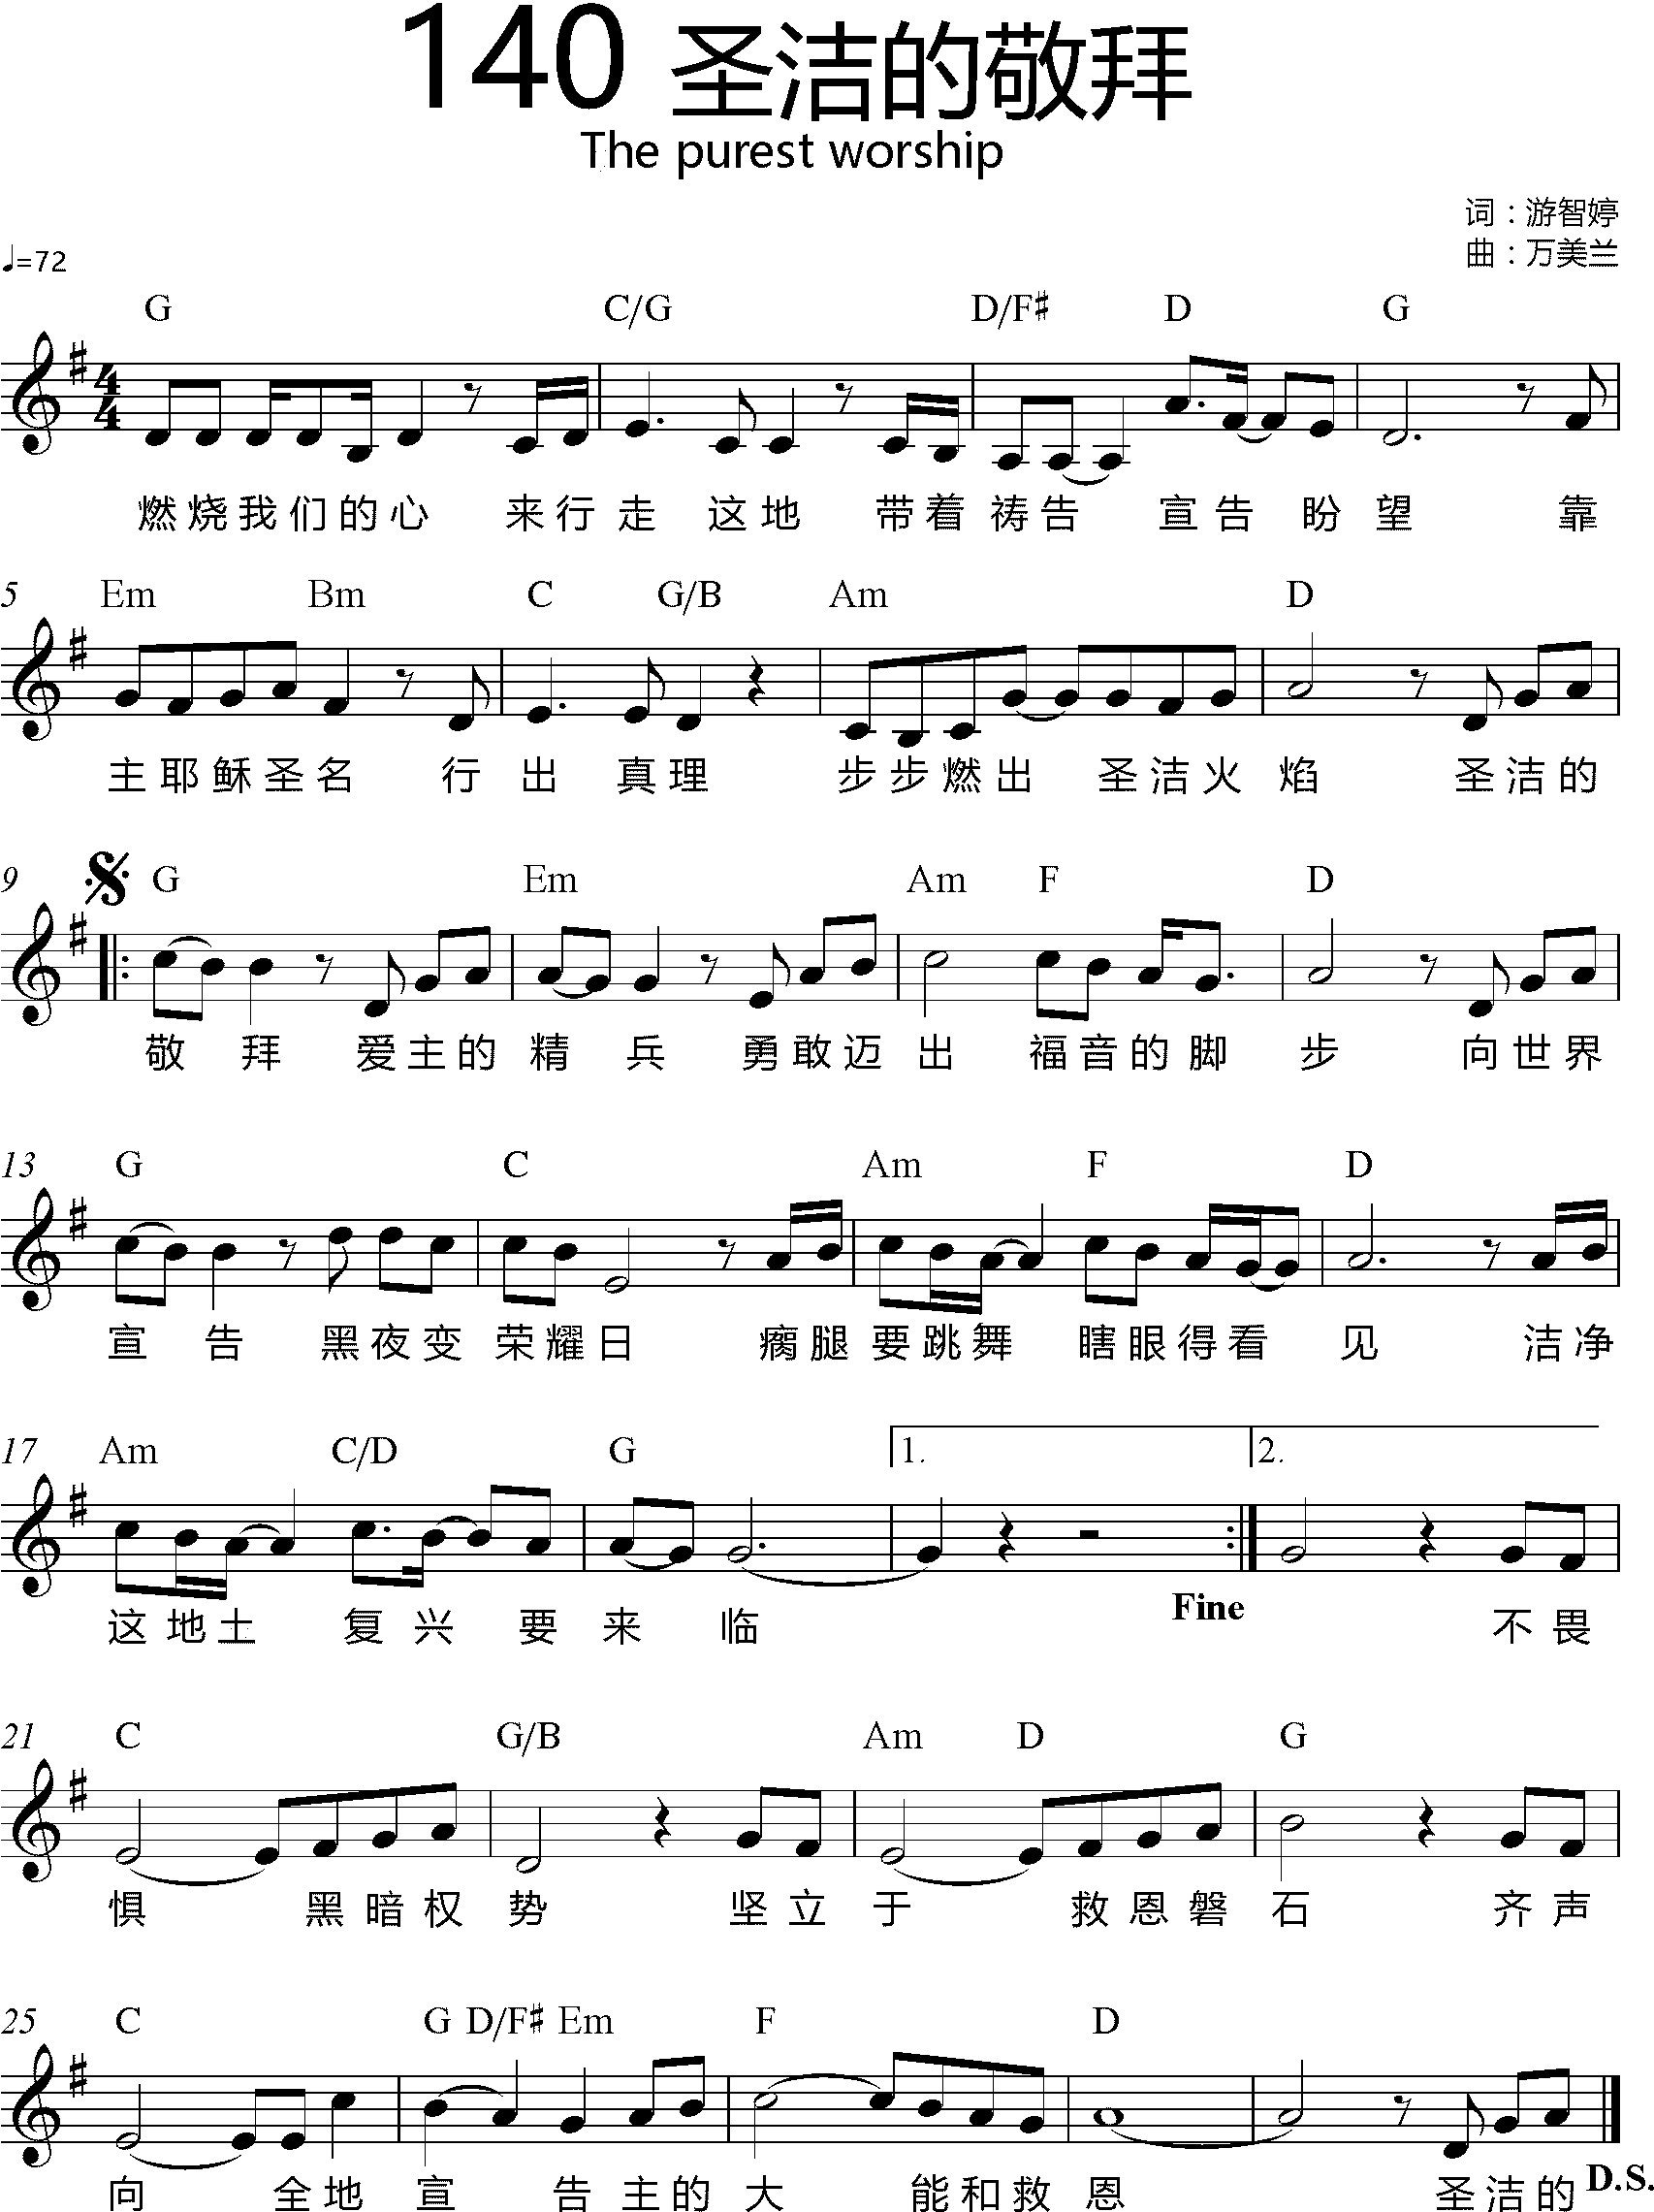 140 圣洁的敬拜
The purest worship
词：游智婷
♩=72
曲：万美兰
G C/G D/F♯ D G
4/4
燃烧我们的心 来行走 这地 带着祷告 宣告 盼望 靠
5 Em Bm C G/B Am D
主耶稣圣名 行出 真理 步步燃出 圣洁火焰 圣洁的
9 G Em Am F D
敬 拜 爱主的精 兵 勇敢迈出 福音的脚步 向世界
13 G C Am F D
宣 告 黑夜变荣耀日 瘸腿要跳舞 瞎眼得看见 洁净
17 Am C/D G 1. 2.
Fine
这地土 复兴 要来 临 不畏
21 C G/B Am D G
惧 黑暗权势 坚立于 救恩磐石 齐声
25 C G D/F♯ Em F D
向 全地宣 告主的大 能和救恩 圣洁的 D.S.